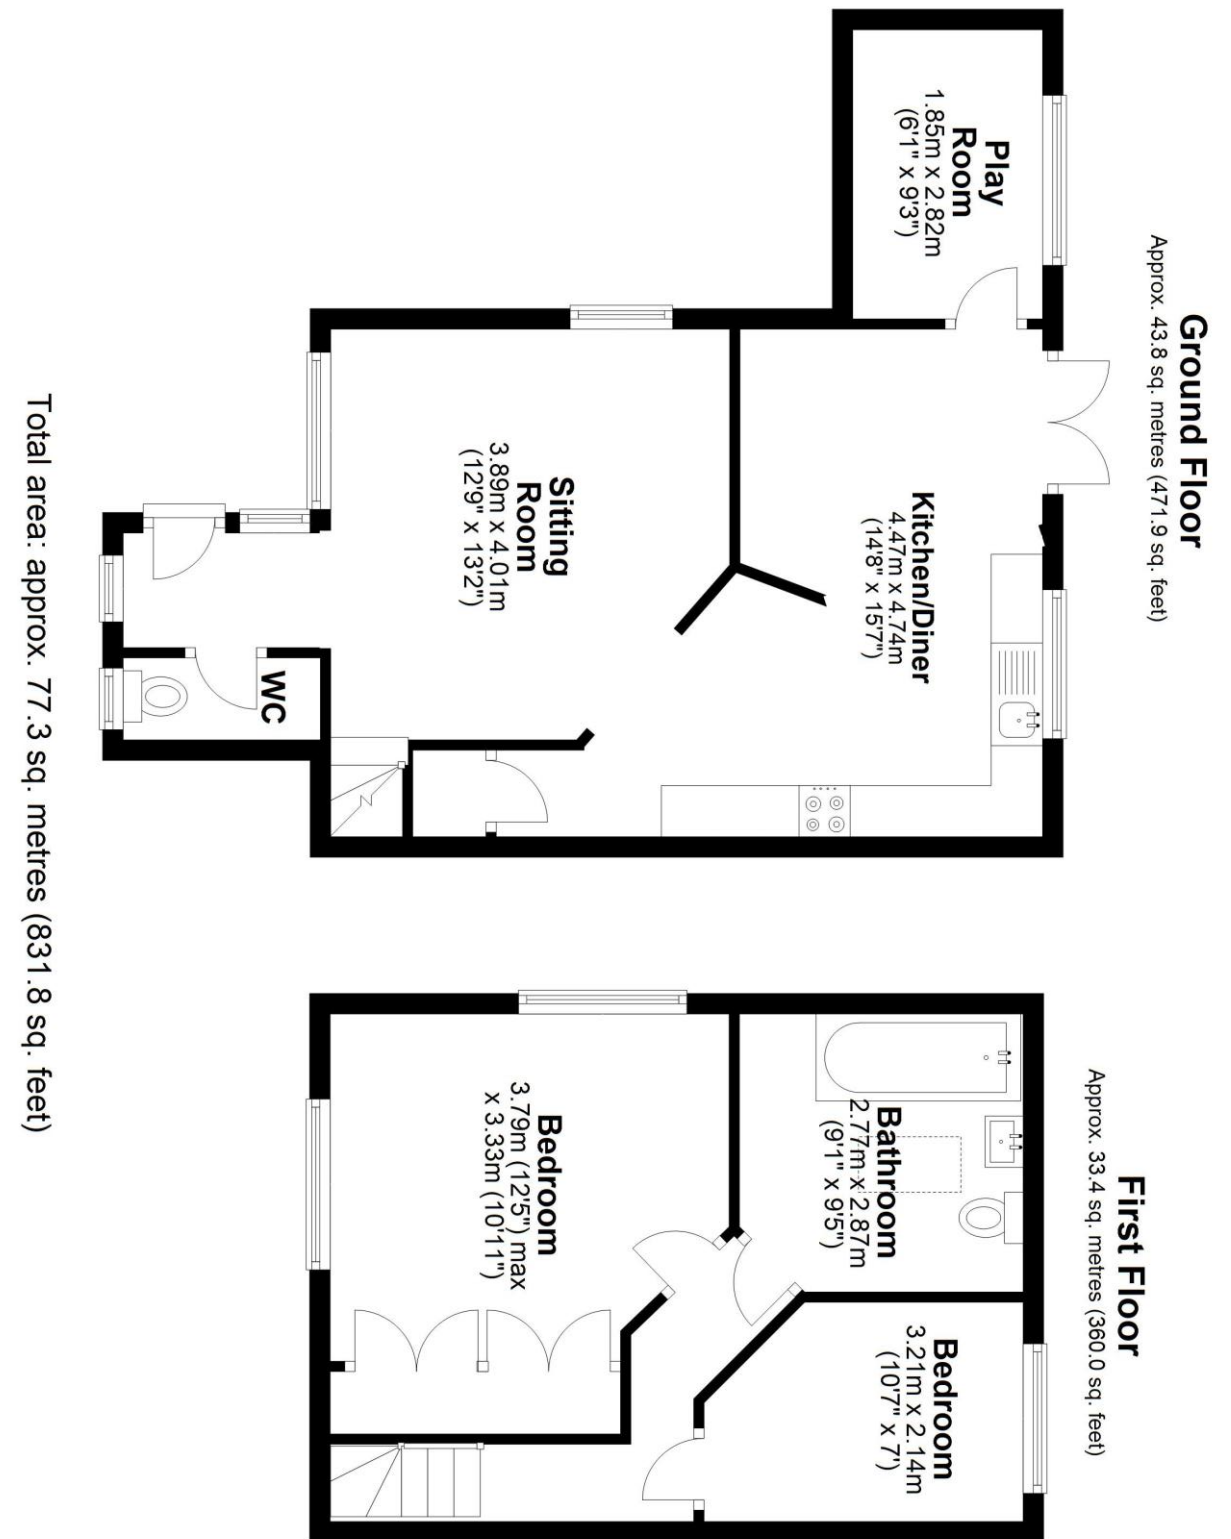 Ground Floor
Approx. 43.8 sq. metres (471.9 sq. feet)
Play
Room
1.85m x 2.82m
(6'1" x 9'3")
Kitchen/Diner
4.47m x 4.74m
(14'8" x 15'7")
Sitting
Room
3.89m x 4.01m
(12'9" x 13'2")
WC
First Floor
Approx. 33.4 sq. metres (360.0 sq. feet)
Bathroom
2.77m x 2.87m
(9'1" x 9'5")
Bedroom
3.21m x 2.14m
(10'7" x 7')
Bedroom
3.79m (12'5") max
x 3.33m (10'11")
Total area: approx. 77.3 sq. metres (831.8 sq. feet)